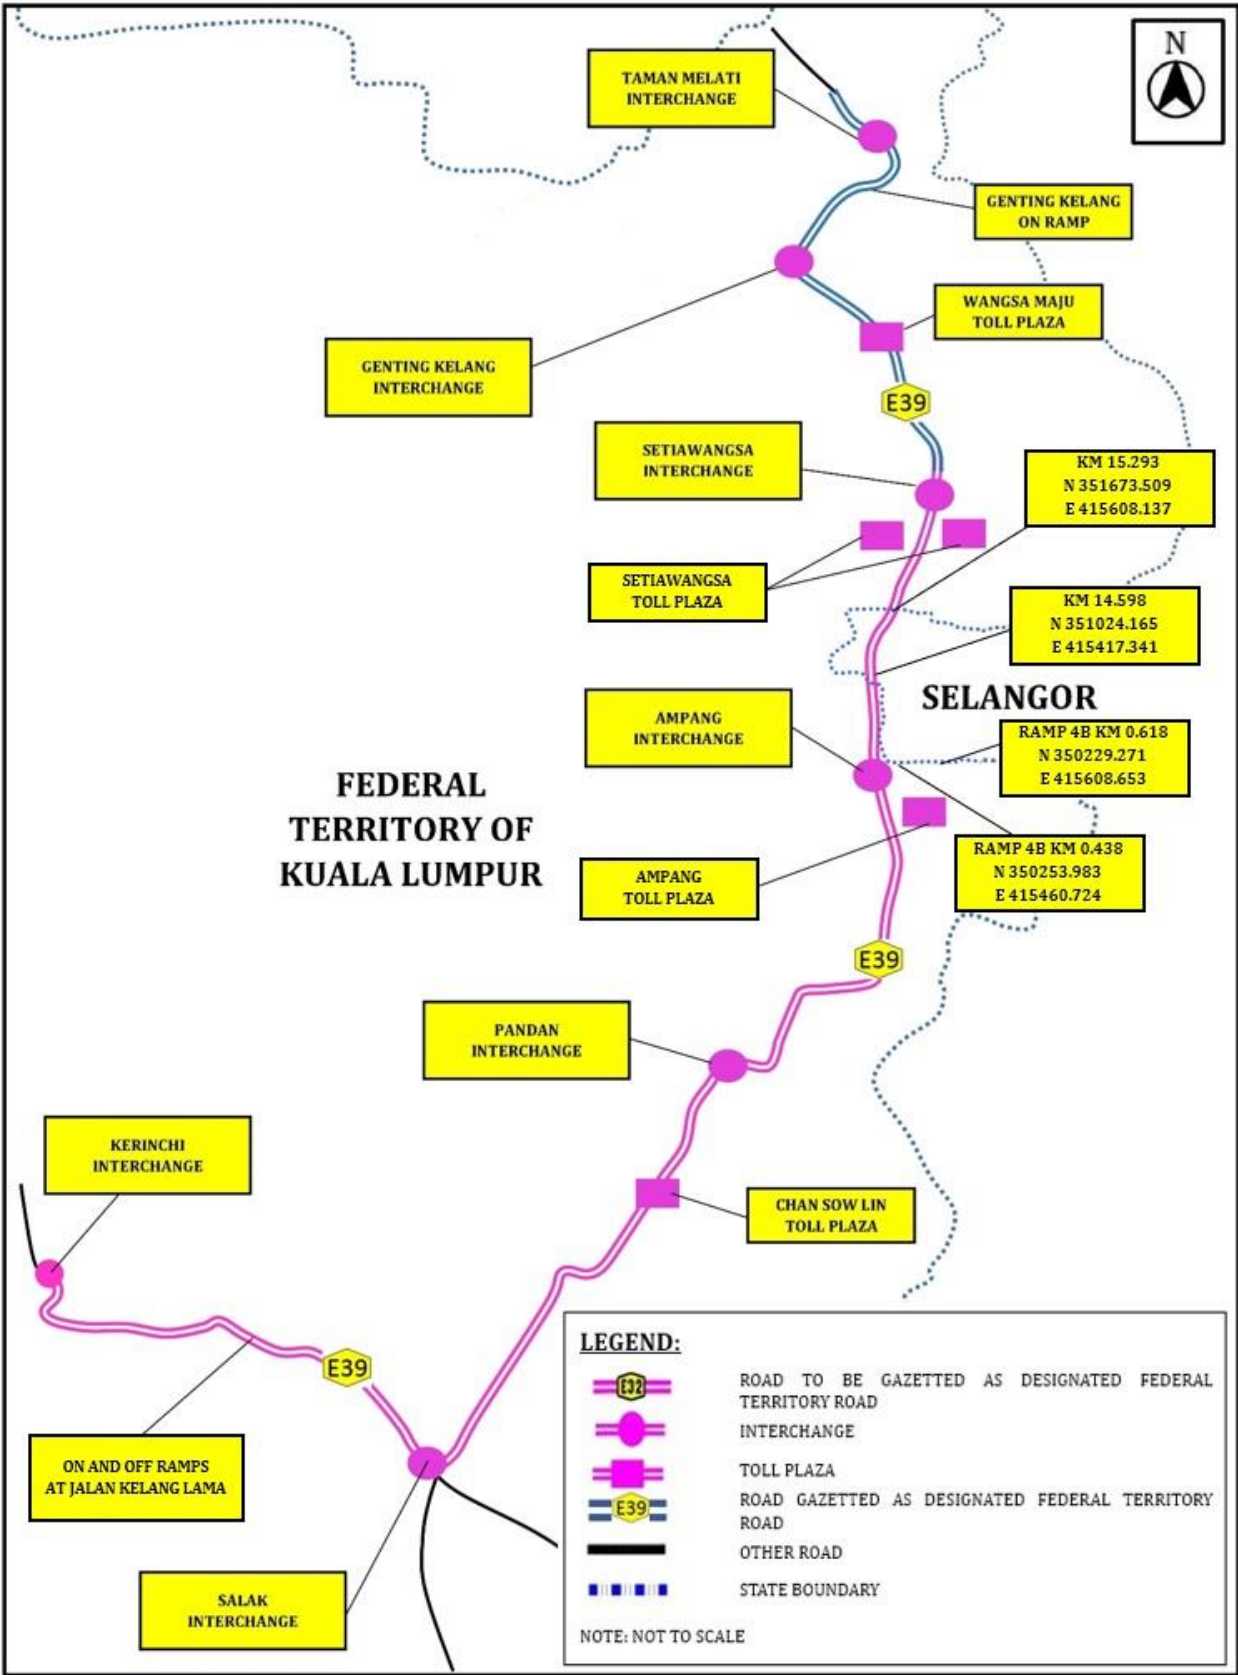 N
TAMAN MELATI
INTERCHANGE
GENTING KELANG
ON RAMP
WANGSA MAJU
TOLL PLAZA
GENTING KELANG
INTERCHANGE
E39
SETIAWANGSA
INTERCHANGE
KM 15.293
N 351673.509
E 415608.137
SETIAWANGSA
TOLL PLAZA
KM 14.598
N 351024.165
E 415417.341
SELANGOR
AMPANG
INTERCHANGE
RAMP 4B KM 0.618
N 350229.271
E 415608.653
FEDERAL
TERRITORY OF
KUALA LUMPUR
RAMP 4B KM 0.438
N 350253.983
E 415460.724
AMPANG
TOLL PLAZA
E39
PANDAN
INTERCHANGE
KERINCHI
INTERCHANGE
CHAN SOW LIN
TOLL PLAZA
E39
ON AND OFF RAMPS
AT JALAN KELANG LAMA
SALAK
INTERCHANGE
LEGEND:
E32
ROAD TO BE GAZETTED AS DESIGNATED FEDERAL
TERRITORY ROAD
INTERCHANGE
TOLL PLAZA
E39
ROAD GAZETTED AS DESIGNATED FEDERAL TERRITORY
ROAD
OTHER ROAD
STATE BOUNDARY
NOTE: NOT TO SCALE